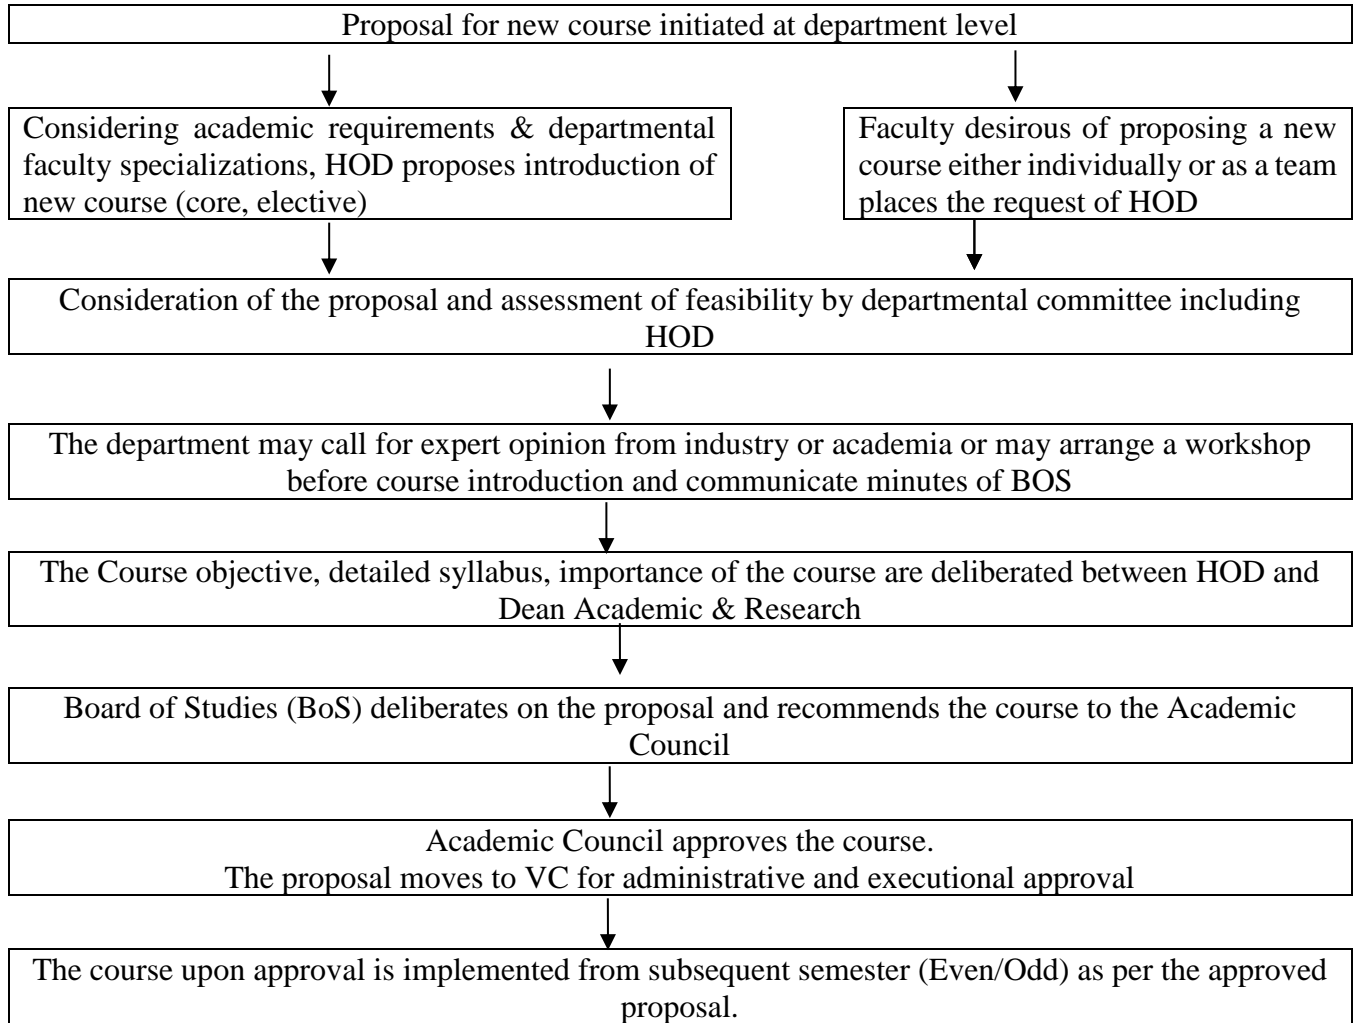 Proposal for new course initiated at department level
Considering academic requirements & departmental
faculty specializations, HOD proposes introduction of
new course (core, elective)
Faculty desirous of proposing a new
course either individually or as a team
places the request of HOD
Consideration of the proposal and assessment of feasibility by departmental committee including
HOD
The department may call for expert opinion from industry or academia or may arrange a workshop
before course introduction and communicate minutes of BOS
The Course objective, detailed syllabus, importance of the course are deliberated between HOD and
Dean Academic & Research
Board of Studies (BoS) deliberates on the proposal and recommends the course to the Academic
Council
Academic Council approves the course.
The proposal moves to VC for administrative and executional approval
The course upon approval is implemented from subsequent semester (Even/Odd) as per the approved
proposal.